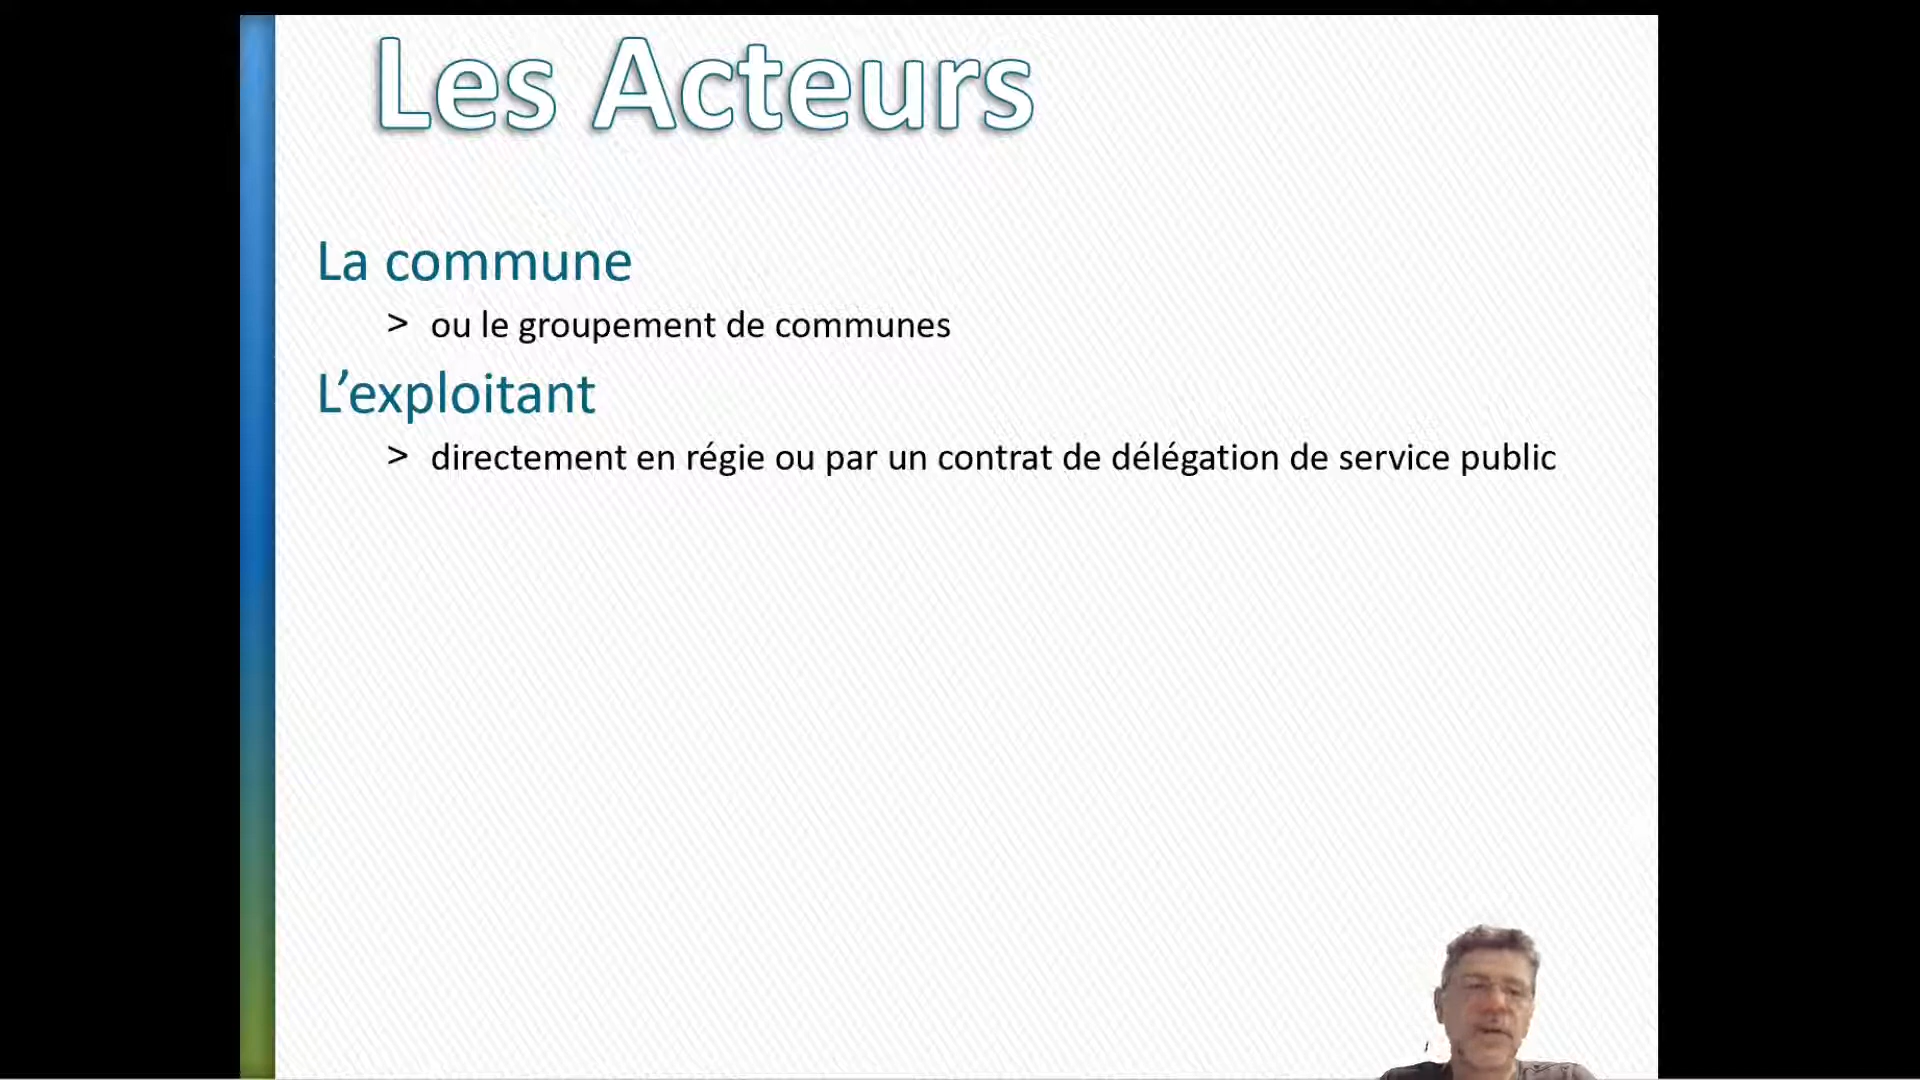 Les Acteurs
La commune
> ou le groupement de communes
L’exploitant
> directement en régie ou par un contrat de délégation de service public